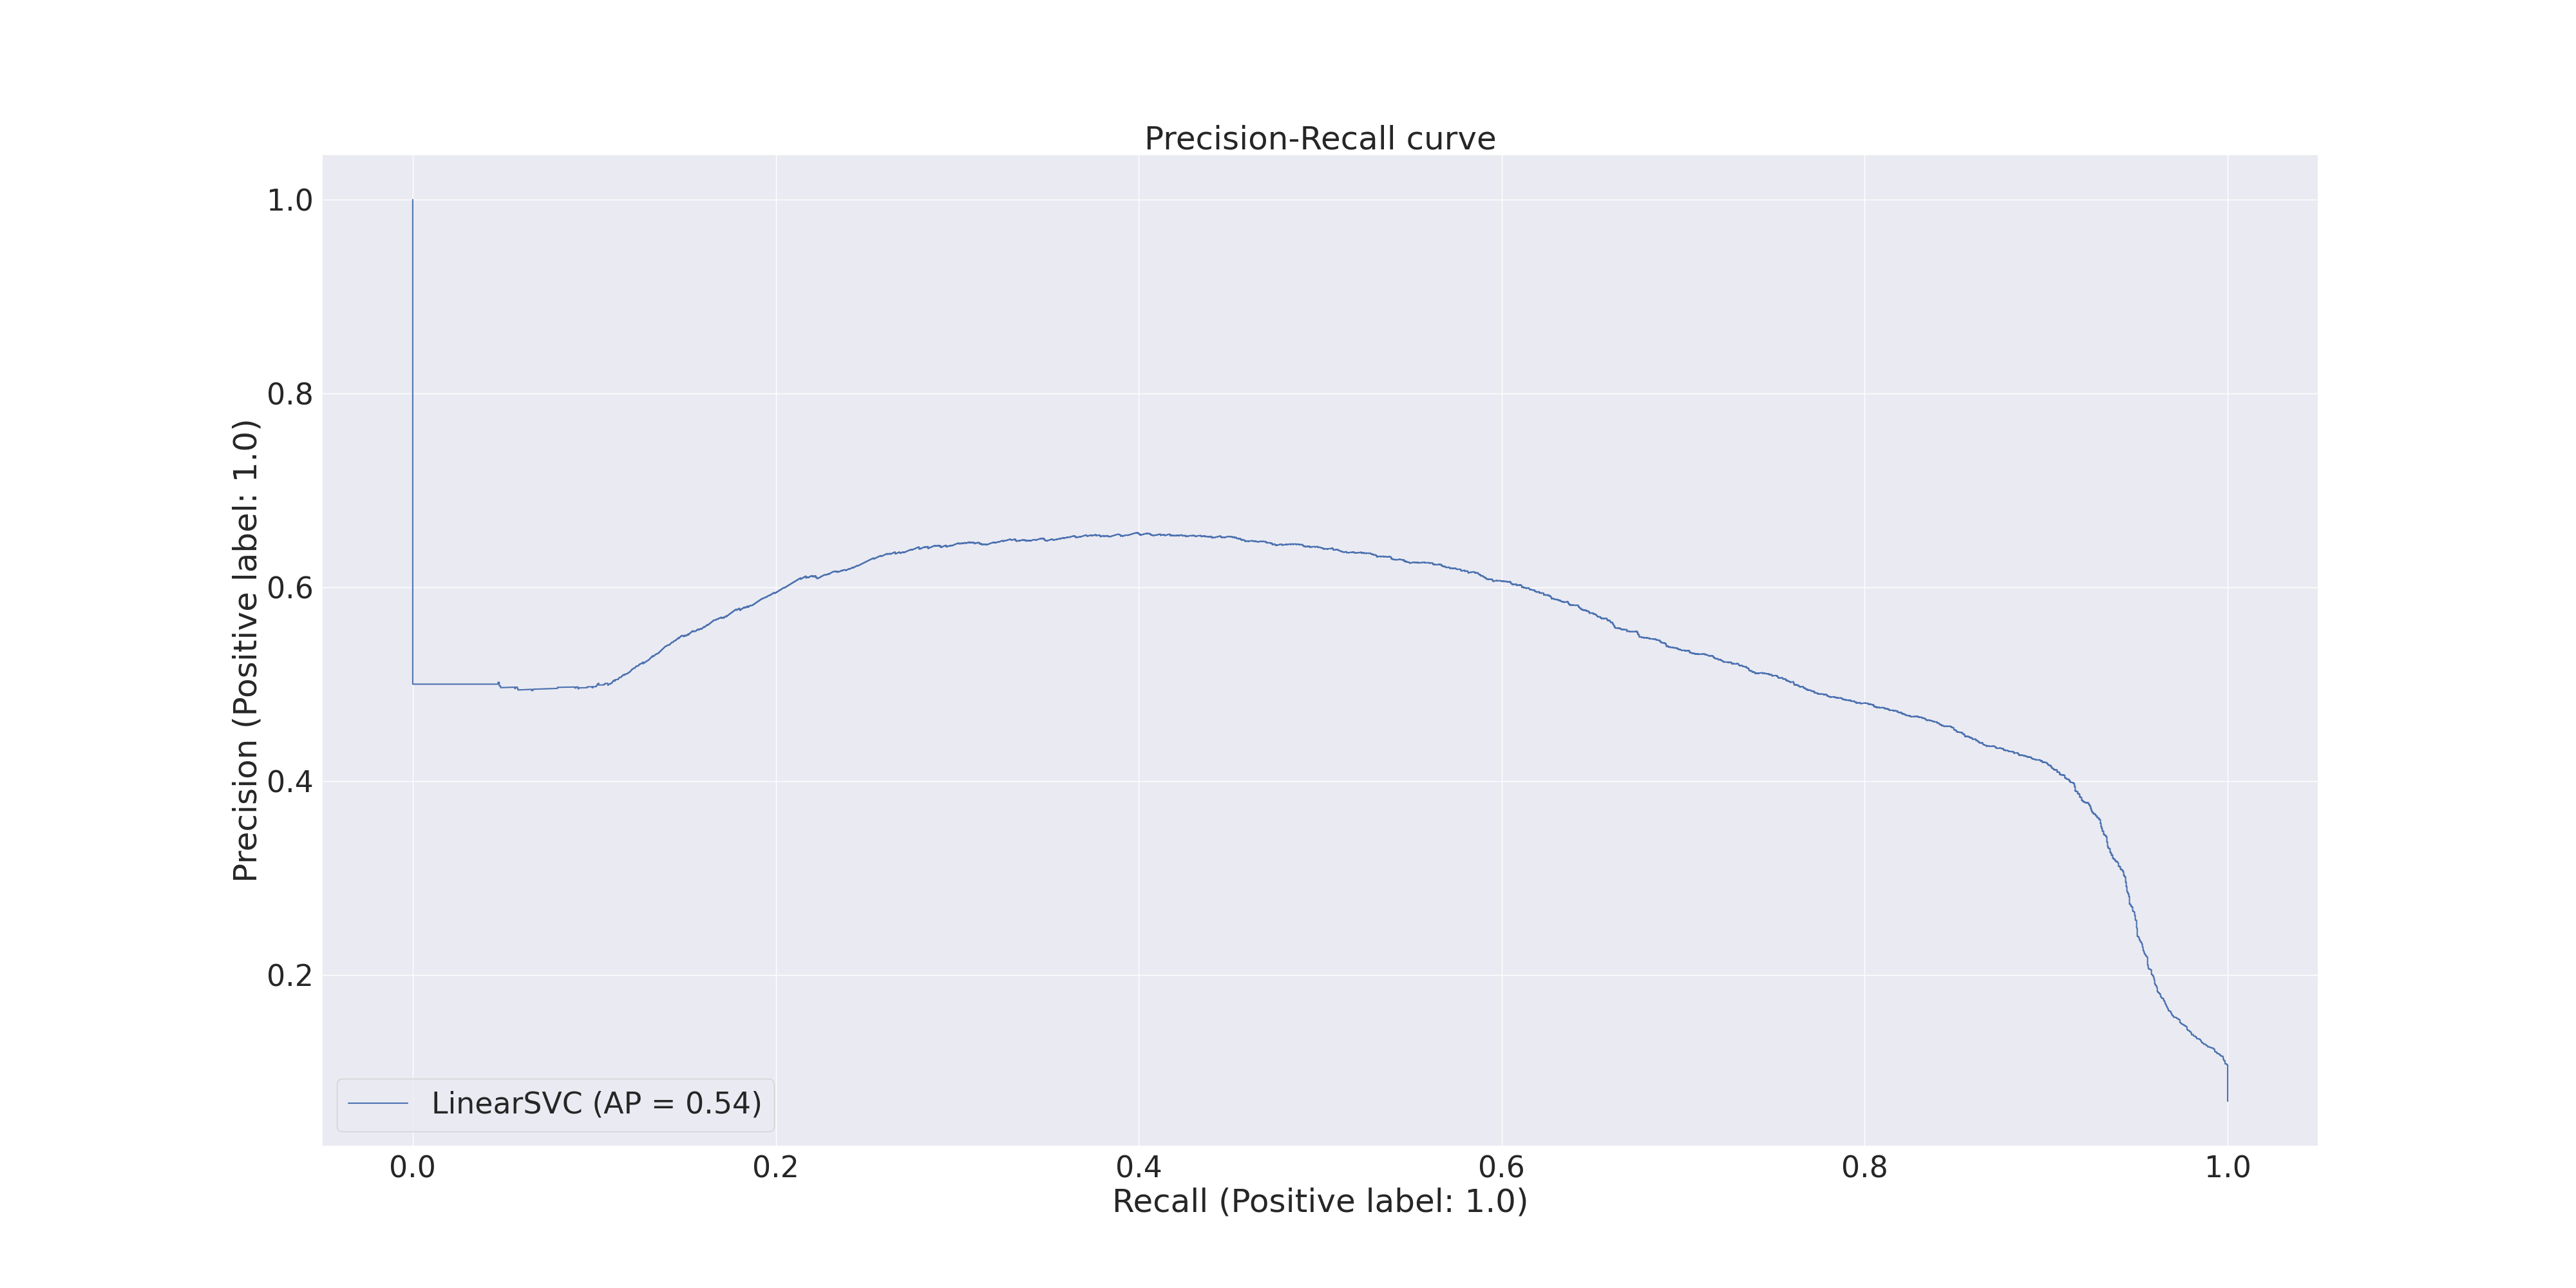 Precision-Recall curve
1.0
0.8
0.6
0.4
0.2
Precision (Positive label: 1.0)
LinearSVC (AP = 0.54)
0.0 0.2 0.4 0.6 0.8 1.0
Recall (Positive label: 1.0)